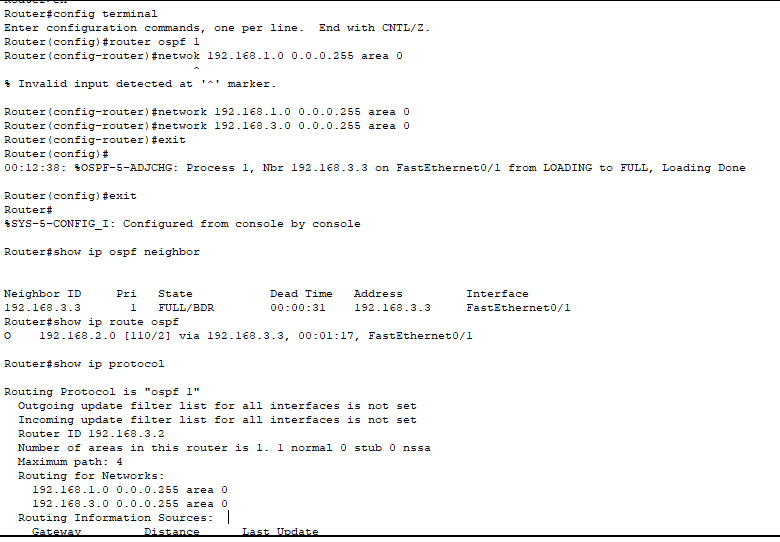 Router#config terminal
Enter configuration commands, one per line.  End with CNTL/Z.
Router(config)#router ospf 1
Router(config-router)#netwok 192.168.1.0 0.0.0.255 area 0
                           ^
% Invalid input detected at '^' marker.
Router(config-router)#network 192.168.1.0 0.0.0.255 area 0
Router(config-router)#network 192.168.3.0 0.0.0.255 area 0
Router(config-router)#exit
Router(config)#
00:12:38: %OSPF-5-ADJCHG: Process 1, Nbr 192.168.3.3 on FastEthernet0/1 from LOADING to FULL, Loading Done
Router(config)#exit
Router#
%SYS-5-CONFIG_I: Configured from console by console
Router#show ip ospf neighbor
Neighbor ID     Pri   State           Dead Time   Address         Interface
192.168.3.3       1   FULL/BDR        00:00:31    192.168.3.3     FastEthernet0/1
Router#show ip route ospf
O    192.168.2.0 [110/2] via 192.168.3.3, 00:01:17, FastEthernet0/1
Router#show ip protocol
Routing Protocol is "ospf 1"
  Outgoing update filter list for all interfaces is not set
  Incoming update filter list for all interfaces is not set
  Router ID 192.168.3.2
  Number of areas in this router is 1. 1 normal 0 stub 0 nssa
  Maximum path: 4
  Routing for Networks:
    192.168.1.0 0.0.0.255 area 0
    192.168.3.0 0.0.0.255 area 0
  Routing Information Sources:
    Gateway         Distance      Last Update